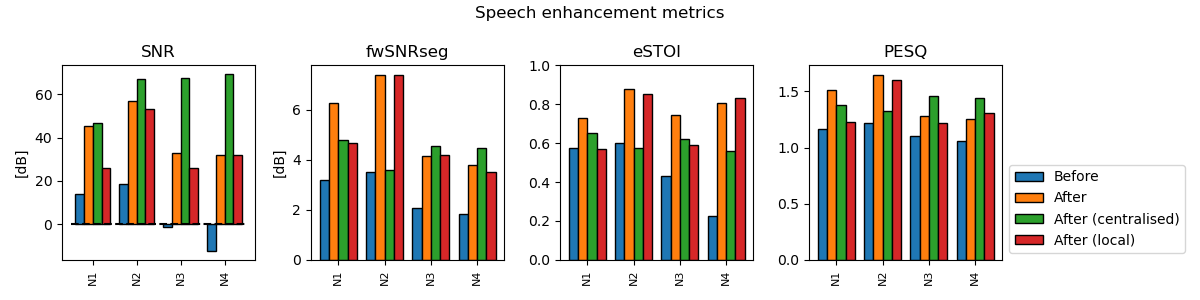 Speech enhancement metrics
SNR
fwSNRseg
eSTOI
PESQ
[dB]
60
40
20
0
N1 N2 N3 N4
[dB]
6
4
2
0
N1 N2 N3 N4
1.0
0.8
0.6
0.4
0.2
0.0
N1 N2 N3 N4
1.5
1.0
0.5
0.0
N1 N2 N3 N4
Before
After
After (centralised)
After (local)